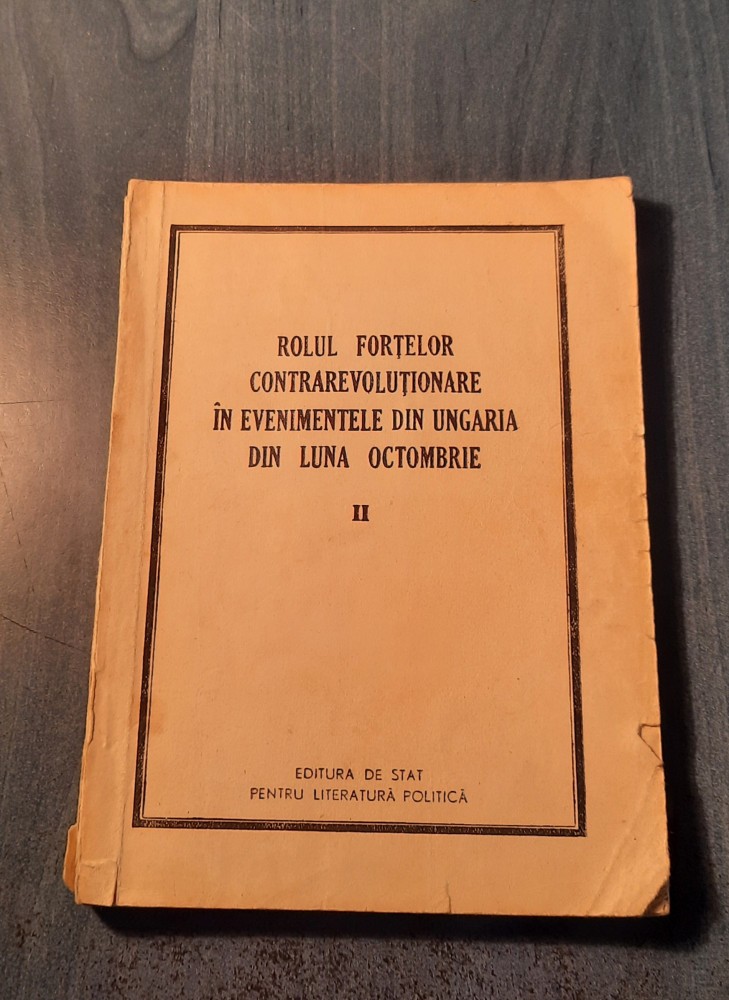 ROLUL FORȚELOR
CONTRAREVOLUȚIONARE
ÎN EVENIMENTELE DIN UNGARIA
DIN LUNA OCTOMBRIE
II
EDITURA DE STAT
PENTRU LITERATURĂ POLITICĂ